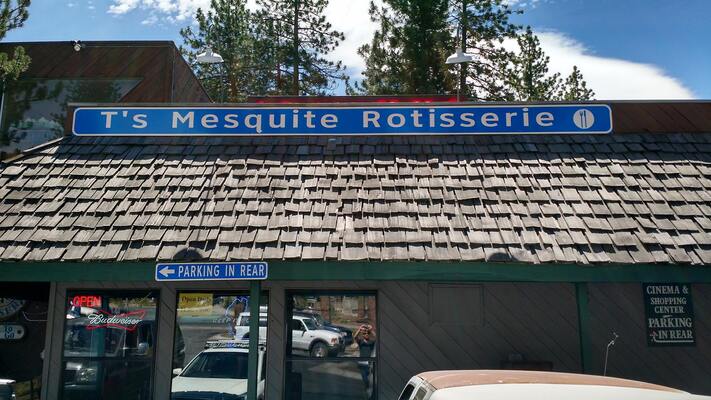 T's Mesquite Rotisserie
PARKING IN REAR
OPEN
Budweiser
CINEMA &
SHOPPING
CENTER
PARKING
IN REAR